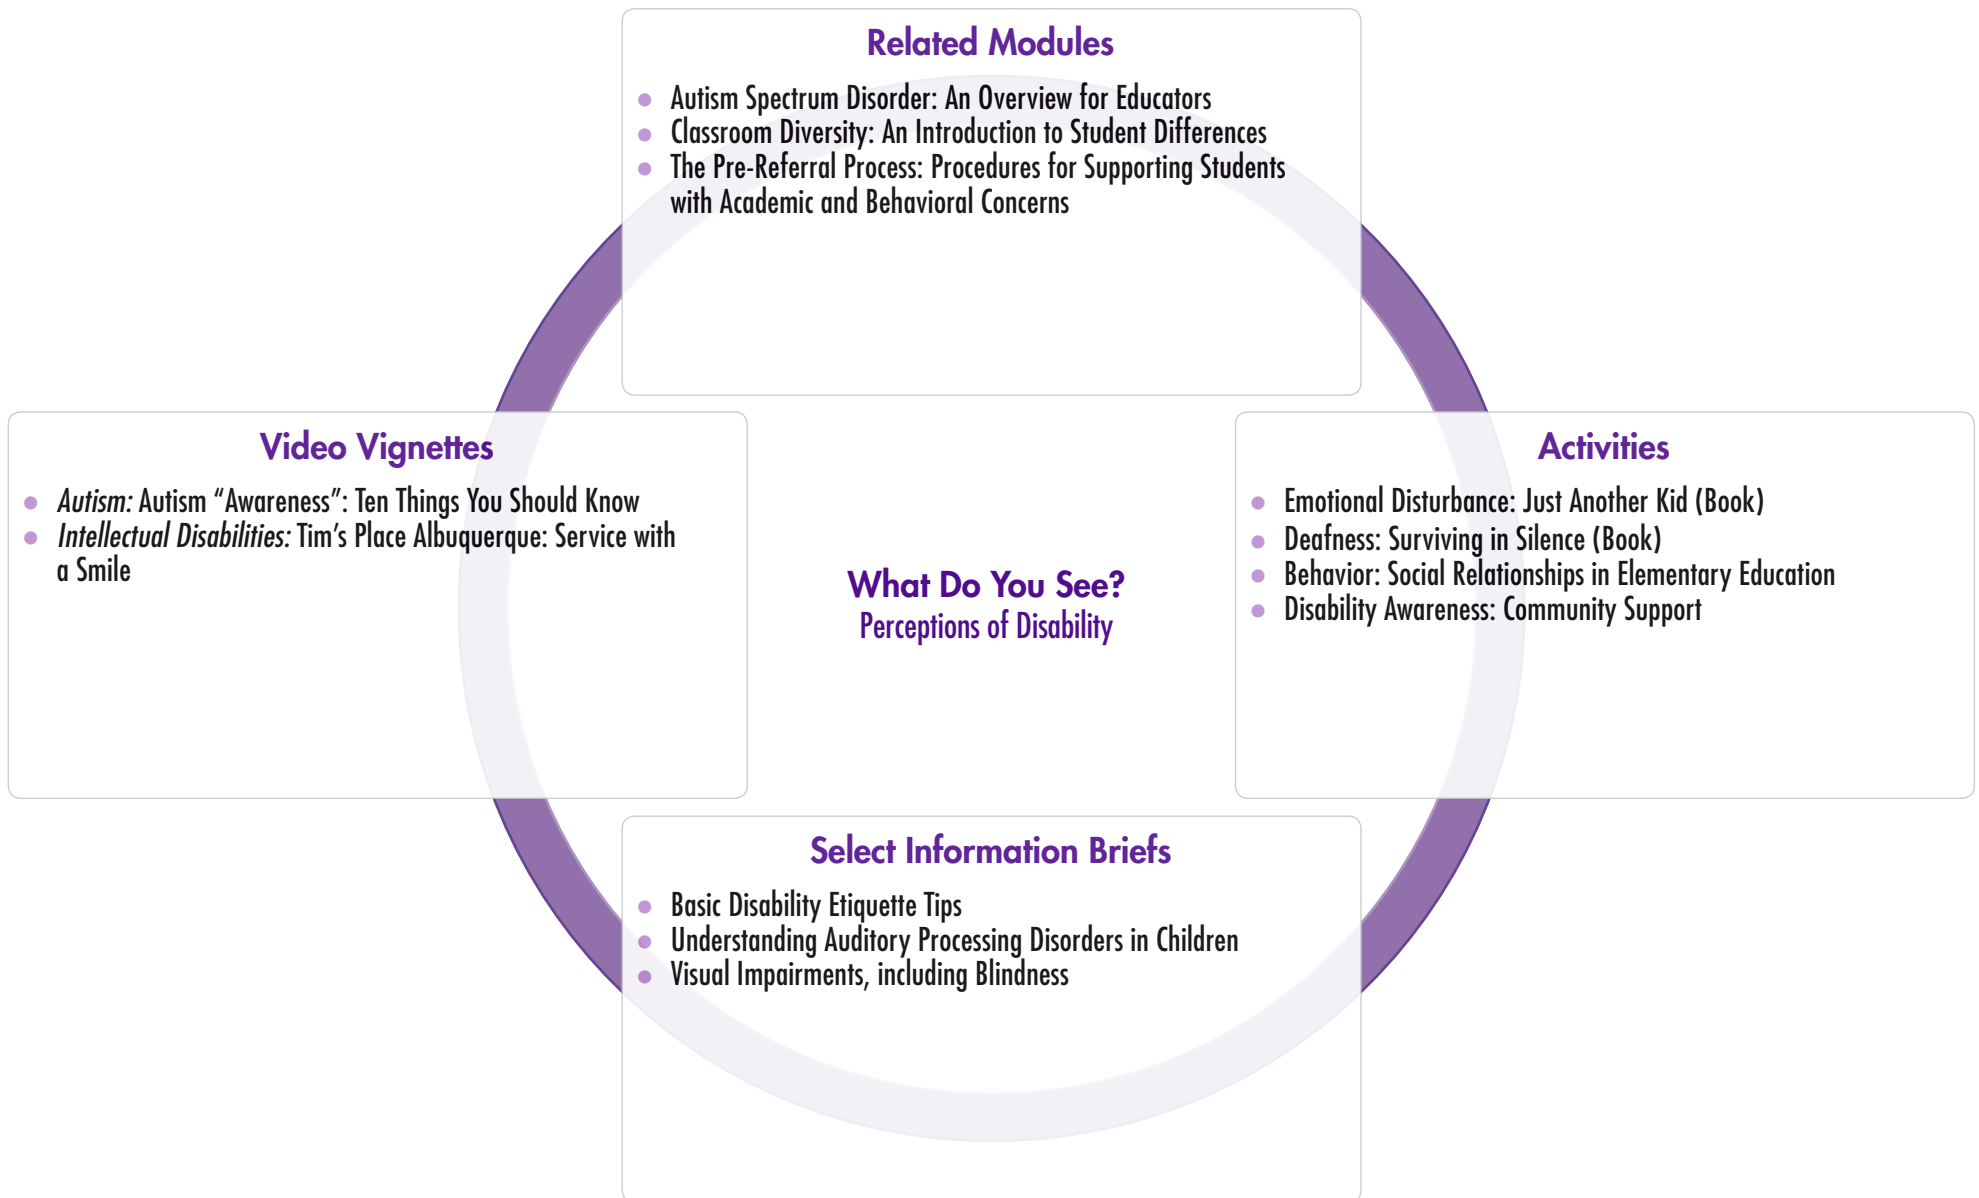 Related Modules
Autism Spectrum Disorder: An Overview for Educators
Classroom Diversity: An Introduction to Student Differences
The Pre-Referral Process: Procedures for Supporting Students
with Academic and Behavioral Concerns
Video Vignettes
Autism: Autism “Awareness”: Ten Things You Should Know
Intellectual Disabilities: Tim’s Place Albuquerque: Service with
a Smile
What Do You See?
Perceptions of Disability
Activities
Emotional Disturbance: Just Another Kid (Book)
Deafness: Surviving in Silence (Book)
Behavior: Social Relationships in Elementary Education
Disability Awareness: Community Support
Select Information Briefs
Basic Disability Etiquette Tips
Understanding Auditory Processing Disorders in Children
Visual Impairments, including Blindness